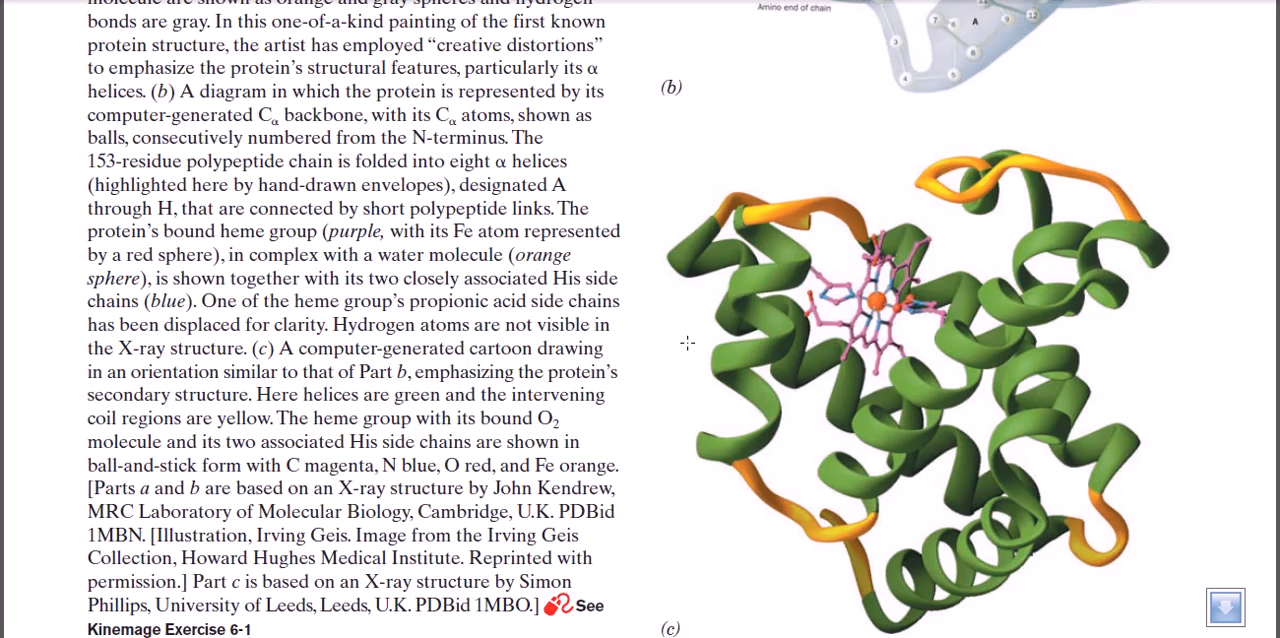 molecule are shown as orange and gray spheres and hydrogen
bonds are gray. In this one-of-a-kind painting of the first known
protein structure, the artist has employed “creative distortions”
to emphasize the protein’s structural features, particularly its α
helices. (b) A diagram in which the protein is represented by its
computer-generated Cα backbone, with its Cα atoms, shown as
balls, consecutively numbered from the N-terminus. The
153-residue polypeptide chain is folded into eight α helices
(highlighted here by hand-drawn envelopes), designated A
through H, that are connected by short polypeptide links. The
protein’s bound heme group (purple, with its Fe atom represented
by a red sphere), in complex with a water molecule (orange
sphere), is shown together with its two closely associated His side
chains (blue). One of the heme group’s propionic acid side chains
has been displaced for clarity. Hydrogen atoms are not visible in
the X-ray structure. (c) A computer-generated cartoon drawing
in an orientation similar to that of Part b, emphasizing the protein’s
secondary structure. Here helices are green and the intervening
coil regions are yellow. The heme group with its bound O₂
molecule and its two associated His side chains are shown in
ball-and-stick form with C magenta, N blue, O red, and Fe orange.
[Parts a and b are based on an X-ray structure by John Kendrew,
MRC Laboratory of Molecular Biology, Cambridge, U.K. PDBid
1MBN. [Illustration, Irving Geis. Image from the Irving Geis
Collection, Howard Hughes Medical Institute. Reprinted with
permission.] Part c is based on an X-ray structure by Simon
Phillips, University of Leeds, Leeds, U.K. PDBid 1MBO.] See
Kinemage Exercise 6-1
Amino end of chain
7
A
9
12
3
8
4
5
(b)
(c)